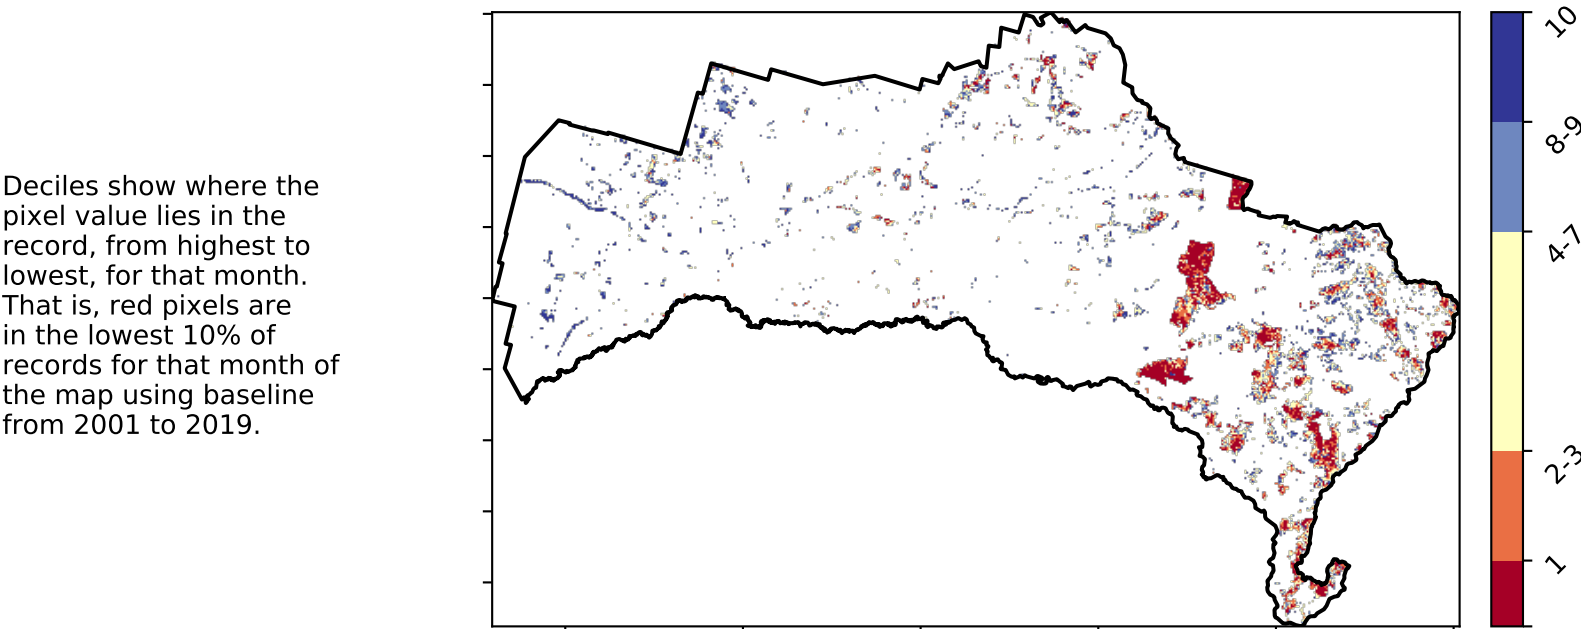 Deciles show where the
pixel value lies in the
record, from highest to
lowest, for that month.
That is, red pixels are
in the lowest 10% of
records for that month of
the map using baseline
from 2001 to 2019.
10
8-9
4-7
2-3
1